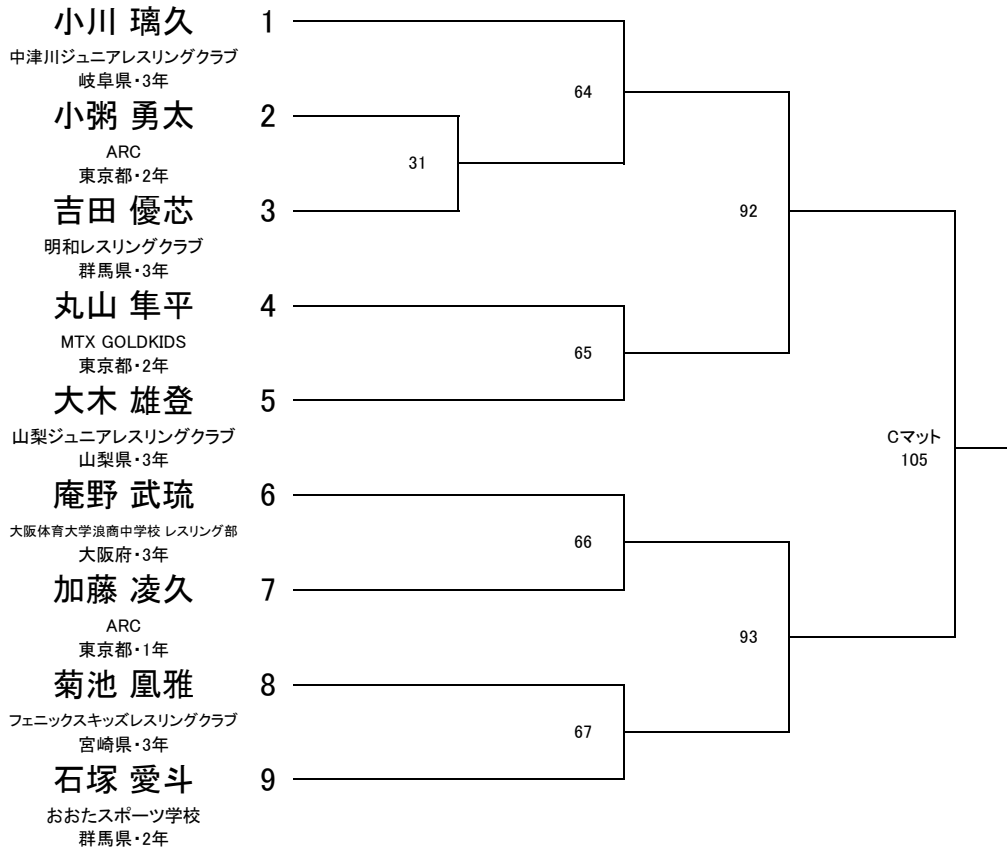 小川 璃久 1
中津川ジュニアレスリングクラブ
岐阜県・3年
64
小粥 勇太 2
ARC
東京都・2年
31
吉田 優芯 3
92
明和レスリングクラブ
群馬県・3年
丸山 隼平 4
MTX GOLDKIDS
東京都・2年
65
大木 雄登 5
山梨ジュニアレスリングクラブ
山梨県・3年
Cマット
105
庵野 武琉 6
大阪体育大学浪商中学校 レスリング部
大阪府・3年
66
加藤 凌久 7
ARC
東京都・1年
93
菊池 凰雅 8
フェニックスキッズレスリングクラブ
宮崎県・3年
67
石塚 愛斗 9
おおたスポーツ学校
群馬県・2年